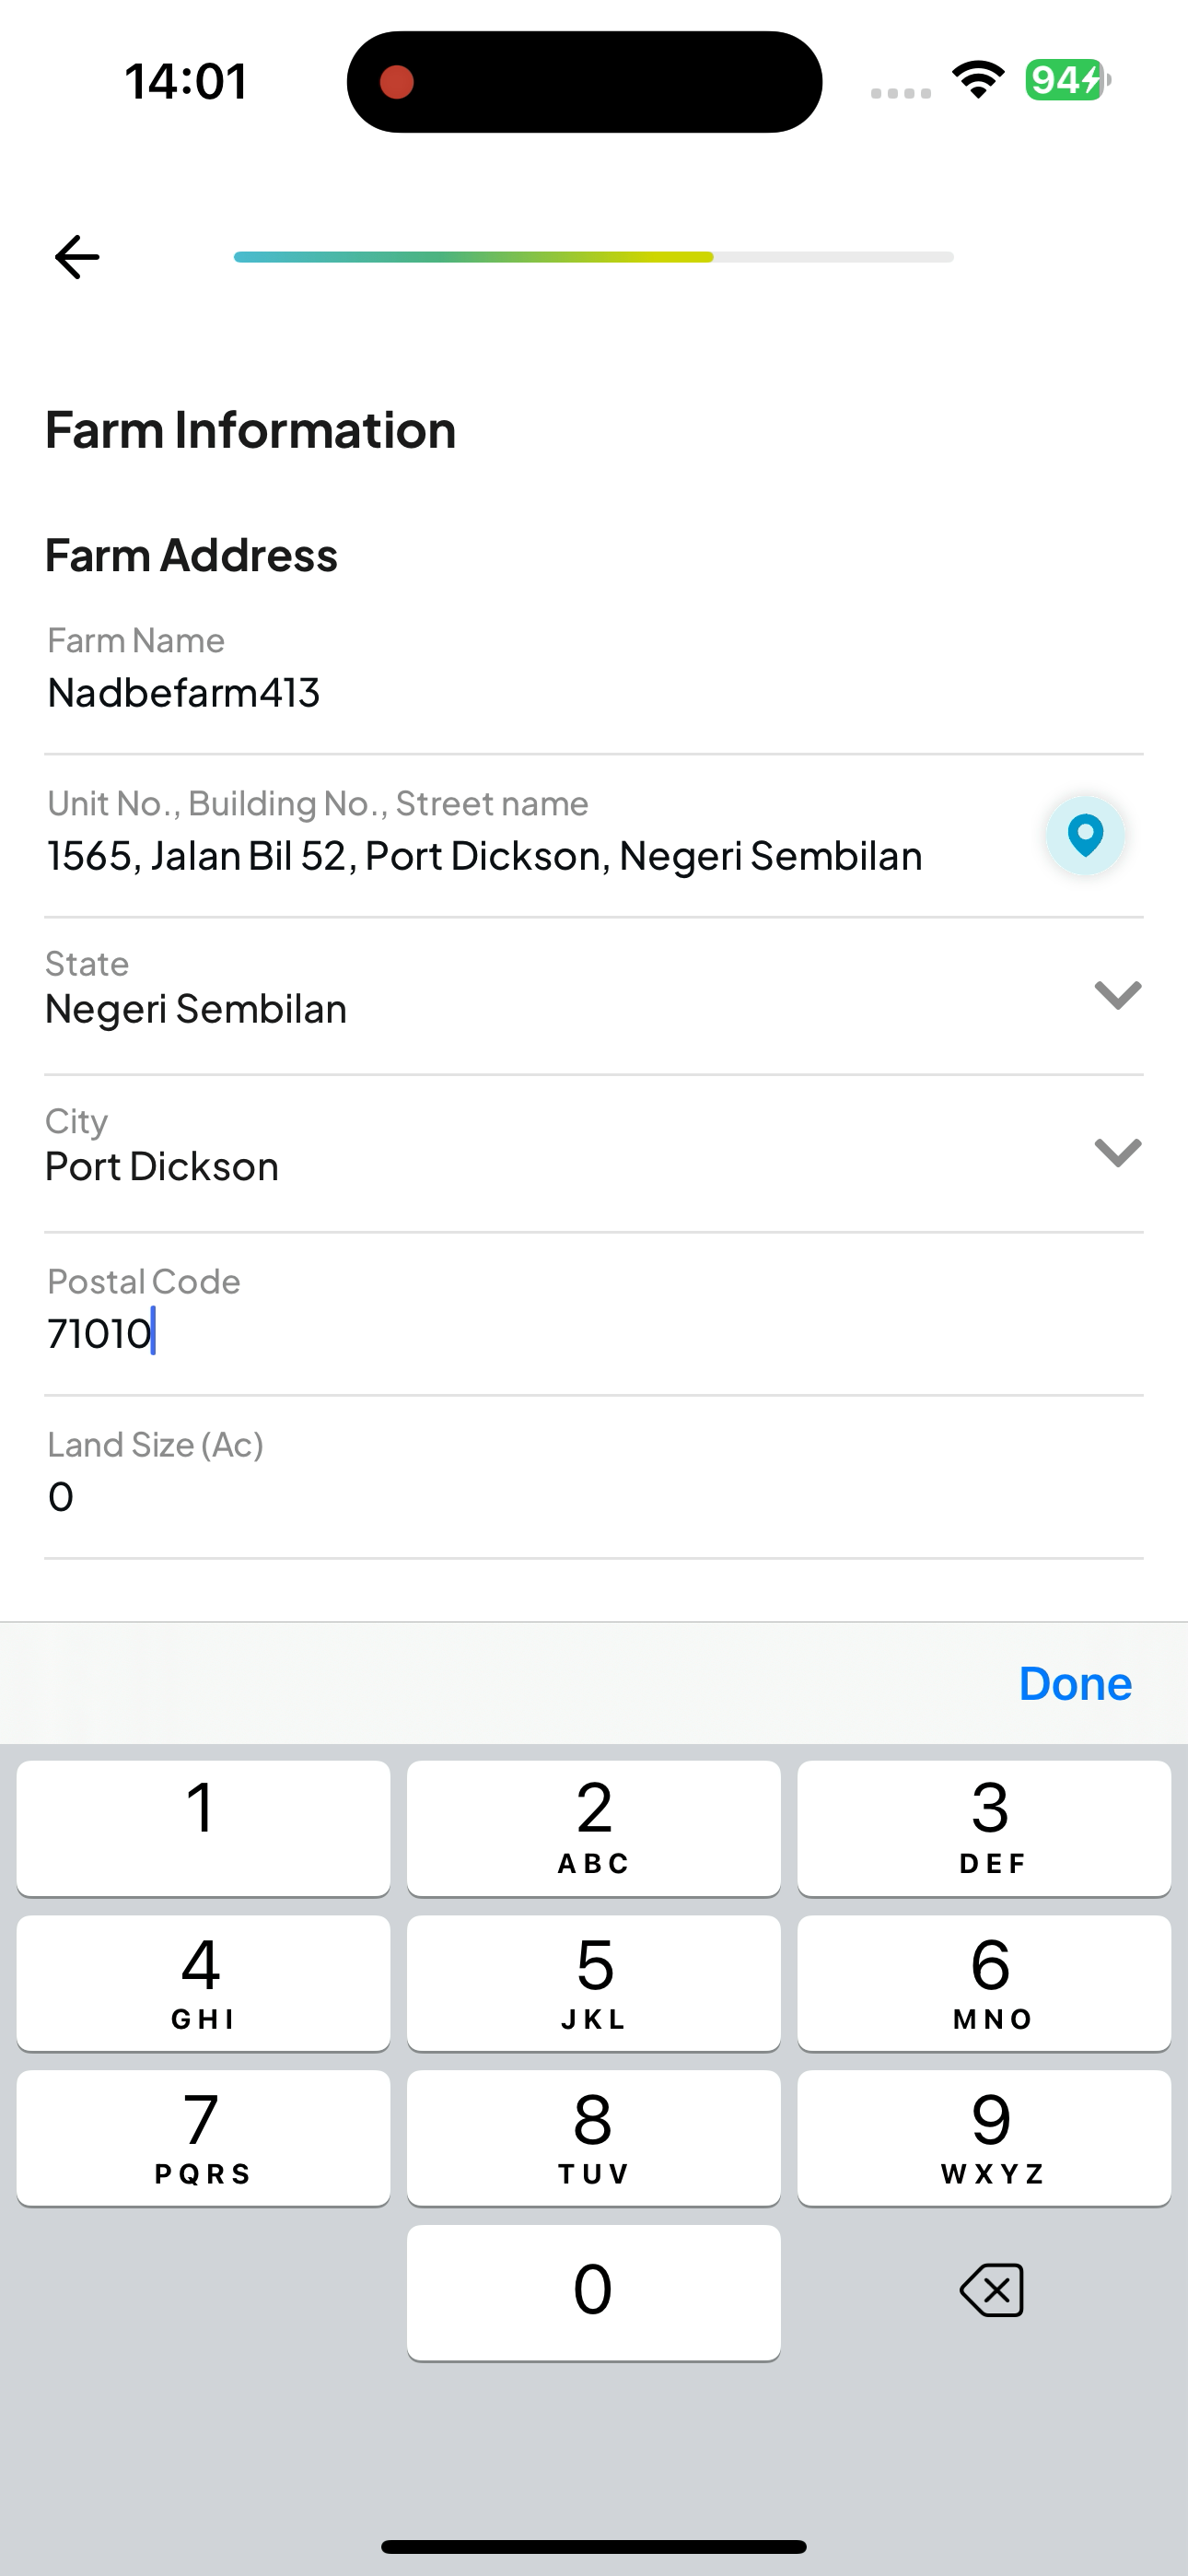 14:01
94
Farm Information
Farm Address
Farm Name
Nadbefarm413
Unit No., Building No., Street name
1565, Jalan Bil 52, Port Dickson, Negeri Sembilan
State
Negeri Sembilan
City
Port Dickson
Postal Code
71010
Land Size (Ac)
0
Done
1 2 3
ABC DEF
4 5 6
GHI JKL MNO
7 8 9
PQRS TUV WXYZ
0